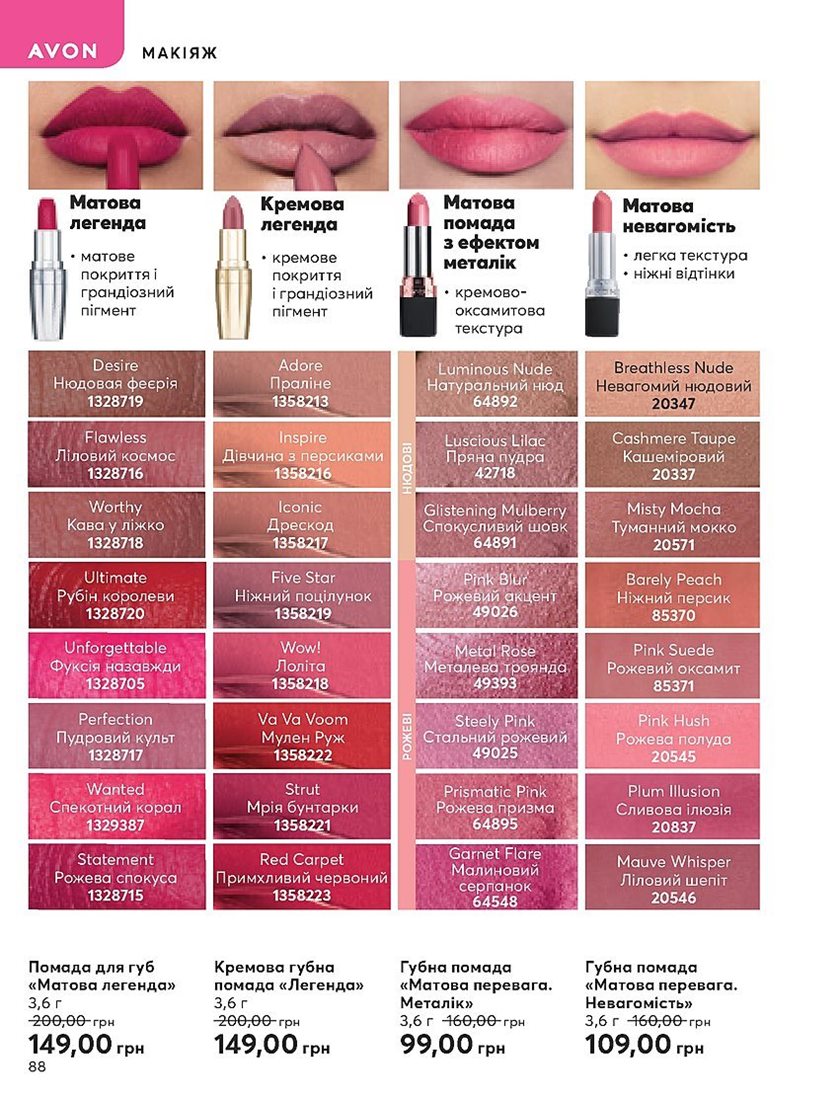 AVON
МАКІЯЖ
Матова
легенда
• матове
покриття і
грандіозний
пігмент
Кремова
легенда
• кремове
покриття
і грандіозний
пігмент
Матова
помада
з ефектом
металік
• кремово-
оксамитова
текстура
Матова
невагомість
• легка текстура
• ніжні відтінки
Desire
Нюдовая феєрія
1328719
Flawless
Ліловий космос
1328716
Worthy
Кава у ліжко
1328718
Ultimate
Рубін королеви
1328720
Unforgettable
Фуксія назавжди
1328705
Perfection
Пудровий культ
1328717
Wanted
Спекотний корал
1329387
Statement
Рожева спокуса
1328715
Adore
Праліне
1358213
Inspire
Дівчина з персиками
1358216
Iconic
Дрескод
1358217
Five Star
Ніжний поцілунок
1358219
Wow!
Лоліта
1358218
Va Va Voom
Мулен Руж
1358222
Strut
Мрія бунтарки
1358221
Red Carpet
Примхливий червоний
1358223
НЮДОВІ
РОЖЕВІ
Luminous Nude
Натуральний нюд
64892
Luscious Lilac
Пряна пудра
42718
Glistening Mulberry
Спокусливий шовк
64891
Pink Blur
Рожевий акцент
49026
Metal Rose
Металева троянда
49393
Steely Pink
Стальний рожевий
49025
Prismatic Pink
Рожева призма
64895
Garnet Flare
Малиновий
серпанок
64548
Breathless Nude
Невагомий нюдовий
20347
Cashmere Taupe
Кашеміровий
20337
Misty Mocha
Туманний мокко
20571
Barely Peach
Ніжний персик
85370
Pink Suede
Рожевий оксамит
85371
Pink Hush
Рожева полуда
20545
Plum Illusion
Сливова ілюзія
20837
Mauve Whisper
Ліловий шепіт
20546
Помада для губ
«Матова легенда»
3,6 г
200,00 грн
149,00 грн
Кремова губна
помада «Легенда»
3,6 г
200,00 грн
149,00 грн
Губна помада
«Матова перевага.
Металік»
3,6 г 160,00 грн
99,00 грн
Губна помада
«Матова перевага.
Невагомість»
3,6 г 160,00 грн
109,00 грн
88